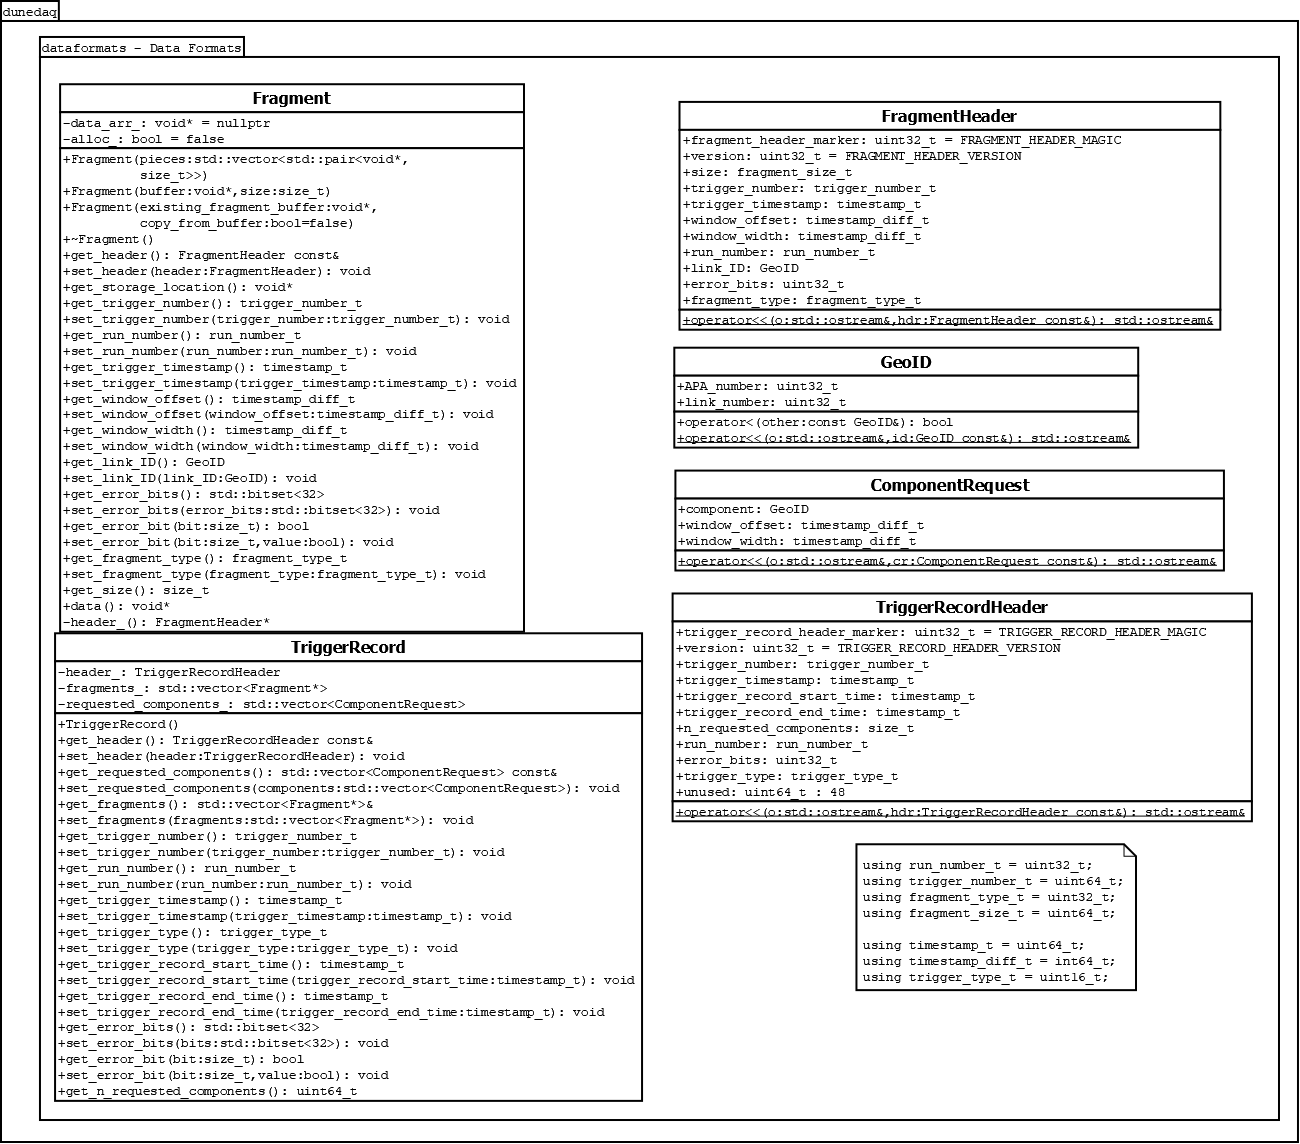 dunedaq
dataformats - Data Formats
Fragment
-data_arr_: void* = nullptr
-alloc_: bool = false
+Fragment(pieces:std::vector<std::pair<void*,
size_t>>)
+Fragment(buffer:void*,size:size_t)
+Fragment(existing_fragment_buffer:void*,
copy_from_buffer:bool=false)
+~Fragment()
+get_header(): FragmentHeader const&
+set_header(header:FragmentHeader): void
+get_storage_location(): void*
+get_trigger_number(): trigger_number_t
+set_trigger_number(trigger_number:trigger_number_t): void
+get_run_number(): run_number_t
+set_run_number(run_number:run_number_t): void
+get_trigger_timestamp(): timestamp_t
+set_trigger_timestamp(trigger_timestamp:timestamp_t): void
+get_window_offset(): timestamp_diff_t
+set_window_offset(window_offset:timestamp_diff_t): void
+get_window_width(): timestamp_diff_t
+set_window_width(window_width:timestamp_diff_t): void
+get_link_ID(): GeoID
+set_link_ID(link_ID:GeoID): void
+get_error_bits(): std::bitset<32>
+set_error_bits(error_bits:std::bitset<32>): void
+get_error_bit(bit:size_t): bool
+set_error_bit(bit:size_t,value:bool): void
+get_fragment_type(): fragment_type_t
+set_fragment_type(fragment_type:fragment_type_t): void
+get_size(): size_t
+data(): void*
-header_(): FragmentHeader*
TriggerRecord
-header_: TriggerRecordHeader
-fragments_: std::vector<Fragment*>
-requested_components_: std::vector<ComponentRequest>
+TriggerRecord()
+get_header(): TriggerRecordHeader const&
+set_header(header:TriggerRecordHeader): void
+get_requested_components(): std::vector<ComponentRequest> const&
+set_requested_components(components:std::vector<ComponentRequest>): void
+get_fragments(): std::vector<Fragment*>&
+set_fragments(fragments:std::vector<Fragment*>): void
+get_trigger_number(): trigger_number_t
+set_trigger_number(trigger_number:trigger_number_t): void
+get_run_number(): run_number_t
+set_run_number(run_number:run_number_t): void
+get_trigger_timestamp(): timestamp_t
+set_trigger_timestamp(trigger_timestamp:timestamp_t): void
+get_trigger_type(): trigger_type_t
+set_trigger_type(trigger_type:trigger_type_t): void
+get_trigger_record_start_time(): timestamp_t
+set_trigger_record_start_time(trigger_record_start_time:timestamp_t): void
+get_trigger_record_end_time(): timestamp_t
+set_trigger_record_end_time(trigger_record_end_time:timestamp_t): void
+get_error_bits(): std::bitset<32>
+set_error_bits(bits:std::bitset<32>): void
+get_error_bit(bit:size_t): bool
+set_error_bit(bit:size_t,value:bool): void
+get_n_requested_components(): uint64_t
FragmentHeader
+fragment_header_marker: uint32_t = FRAGMENT_HEADER_MAGIC
+version: uint32_t = FRAGMENT_HEADER_VERSION
+size: fragment_size_t
+trigger_number: trigger_number_t
+trigger_timestamp: timestamp_t
+window_offset: timestamp_diff_t
+window_width: timestamp_diff_t
+run_number: run_number_t
+link_ID: GeoID
+error_bits: uint32_t
+fragment_type: fragment_type_t
+operator<<(o:std::ostream&,hdr:FragmentHeader const&): std::ostream&
GeoID
+APA_number: uint32_t
+link_number: uint32_t
+operator<(other:const GeoID&): bool
+operator<<(o:std::ostream&,id:GeoID const&): std::ostream&
ComponentRequest
+component: GeoID
+window_offset: timestamp_diff_t
+window_width: timestamp_diff_t
+operator<<(o:std::ostream&,cr:ComponentRequest const&): std::ostream&
TriggerRecordHeader
+trigger_record_header_marker: uint32_t = TRIGGER_RECORD_HEADER_MAGIC
+version: uint32_t = TRIGGER_RECORD_HEADER_VERSION
+trigger_number: trigger_number_t
+trigger_timestamp: timestamp_t
+trigger_record_start_time: timestamp_t
+trigger_record_end_time: timestamp_t
+n_requested_components: size_t
+run_number: run_number_t
+error_bits: uint32_t
+trigger_type: trigger_type_t
+unused: uint64_t : 48
+operator<<(o:std::ostream&,hdr:TriggerRecordHeader const&): std::ostream&
using run_number_t = uint32_t;
using trigger_number_t = uint64_t;
using fragment_type_t = uint32_t;
using fragment_size_t = uint64_t;
using timestamp_t = uint64_t;
using timestamp_diff_t = int64_t;
using trigger_type_t = uint16_t;